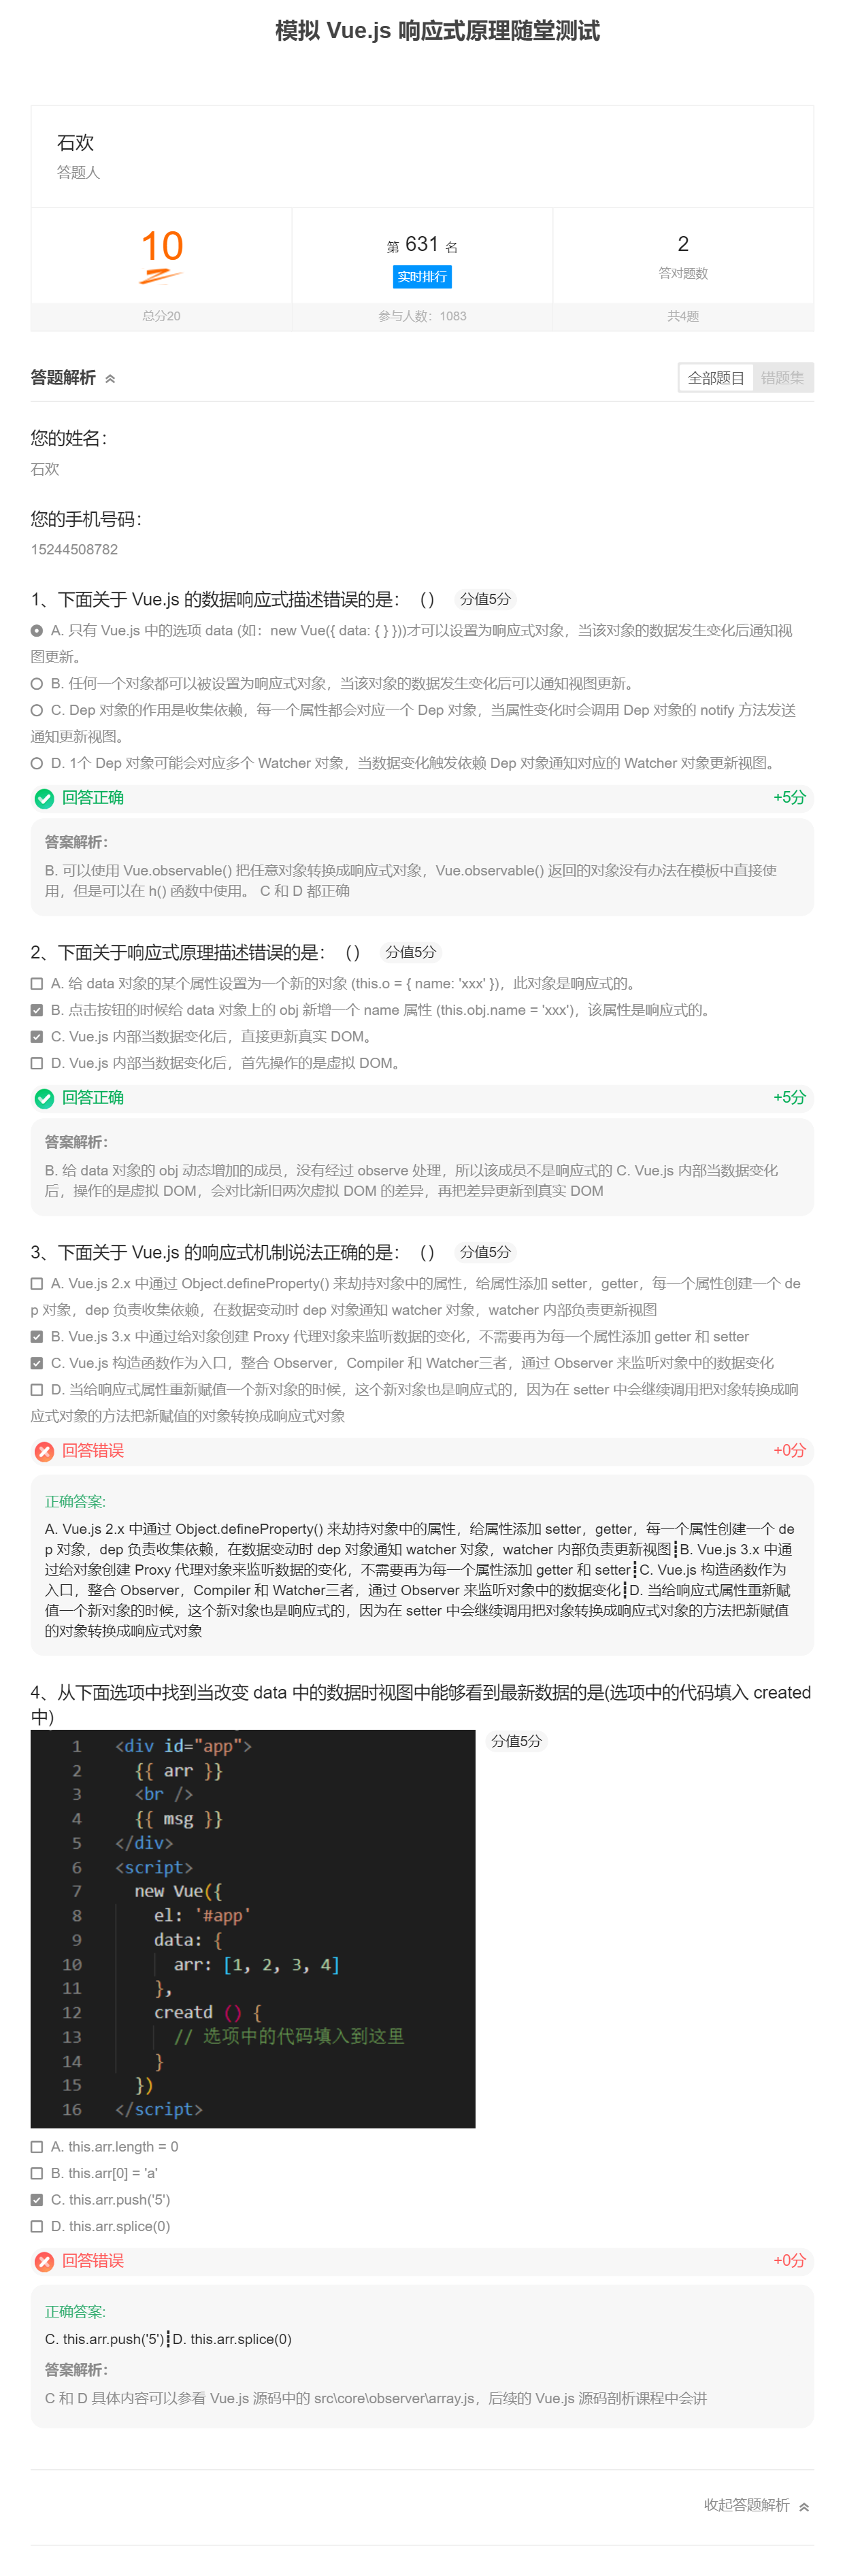 模拟 Vue.js 响应式原理随堂测试
石欢
答题人
10
第 631 名
实时排行
2
答对题数
总分20
参与人数：1083
共4题
答题解析
全部题目 错题集
您的姓名：
石欢
您的手机号码：
15244508782
1、下面关于 Vue.js 的数据响应式描述错误的是：（） 分值5分
A. 只有 Vue.js 中的选项 data (如：new Vue({ data: { } }))才可以设置为响应式对象，当该对象的数据发生变化后通知视
图更新。
B. 任何一个对象都可以被设置为响应式对象，当该对象的数据发生变化后可以通知视图更新。
C. Dep 对象的作用是收集依赖，每一个属性都会对应一个 Dep 对象，当属性变化时会调用 Dep 对象的 notify 方法发送
通知更新视图。
D. 1个 Dep 对象可能会对应多个 Watcher 对象，当数据变化触发依赖 Dep 对象通知对应的 Watcher 对象更新视图。
回答正确 +5分
答案解析：
B. 可以使用 Vue.observable() 把任意对象转换成响应式对象，Vue.observable() 返回的对象没有办法在模板中直接使
用，但是可以在 h() 函数中使用。 C 和 D 都正确
2、下面关于响应式原理描述错误的是：（） 分值5分
A. 给 data 对象的某个属性设置为一个新的对象 (this.o = { name: 'xxx' })，此对象是响应式的。
B. 点击按钮的时候给 data 对象上的 obj 新增一个 name 属性 (this.obj.name = 'xxx')，该属性是响应式的。
C. Vue.js 内部当数据变化后，直接更新真实 DOM。
D. Vue.js 内部当数据变化后，首先操作的是虚拟 DOM。
回答正确 +5分
答案解析：
B. 给 data 对象的 obj 动态增加的成员，没有经过 observe 处理，所以该成员不是响应式的 C. Vue.js 内部当数据变化
后，操作的是虚拟 DOM，会对比新旧两次虚拟 DOM 的差异，再把差异更新到真实 DOM
3、下面关于 Vue.js 的响应式机制说法正确的是：（） 分值5分
A. Vue.js 2.x 中通过 Object.defineProperty() 来劫持对象中的属性，给属性添加 setter，getter，每一个属性创建一个 de
p 对象，dep 负责收集依赖，在数据变动时 dep 对象通知 watcher 对象，watcher 内部负责更新视图
B. Vue.js 3.x 中通过给对象创建 Proxy 代理对象来监听数据的变化，不需要再为每一个属性添加 getter 和 setter
C. Vue.js 构造函数作为入口，整合 Observer，Compiler 和 Watcher三者，通过 Observer 来监听对象中的数据变化
D. 当给响应式属性重新赋值一个新对象的时候，这个新对象也是响应式的，因为在 setter 中会继续调用把对象转换成响
应式对象的方法把新赋值的对象转换成响应式对象
回答错误 +0分
正确答案:
A. Vue.js 2.x 中通过 Object.defineProperty() 来劫持对象中的属性，给属性添加 setter，getter，每一个属性创建一个 de
p 对象，dep 负责收集依赖，在数据变动时 dep 对象通知 watcher 对象，watcher 内部负责更新视图┋B. Vue.js 3.x 中通
过给对象创建 Proxy 代理对象来监听数据的变化，不需要再为每一个属性添加 getter 和 setter┋C. Vue.js 构造函数作为
入口，整合 Observer，Compiler 和 Watcher三者，通过 Observer 来监听对象中的数据变化┋D. 当给响应式属性重新赋
值一个新对象的时候，这个新对象也是响应式的，因为在 setter 中会继续调用把对象转换成响应式对象的方法把新赋值
的对象转换成响应式对象
4、从下面选项中找到当改变 data 中的数据时视图中能够看到最新数据的是(选项中的代码填入 created
中)
分值5分
1 <div id="app">
2 {{ arr }}
3 <br />
4 {{ msg }}
5 </div>
6 <script>
7 new Vue({
8 el: '#app'
9 data: {
10 arr: [1, 2, 3, 4]
11 },
12 creatd () {
13 // 选项中的代码填入到这里
14 }
15 })
16 </script>
A. this.arr.length = 0
B. this.arr[0] = 'a'
C. this.arr.push('5')
D. this.arr.splice(0)
回答错误 +0分
正确答案:
C. this.arr.push('5')┋D. this.arr.splice(0)
答案解析：
C 和 D 具体内容可以参看 Vue.js 源码中的 src\core\observer\array.js，后续的 Vue.js 源码剖析课程中会讲
收起答题解析